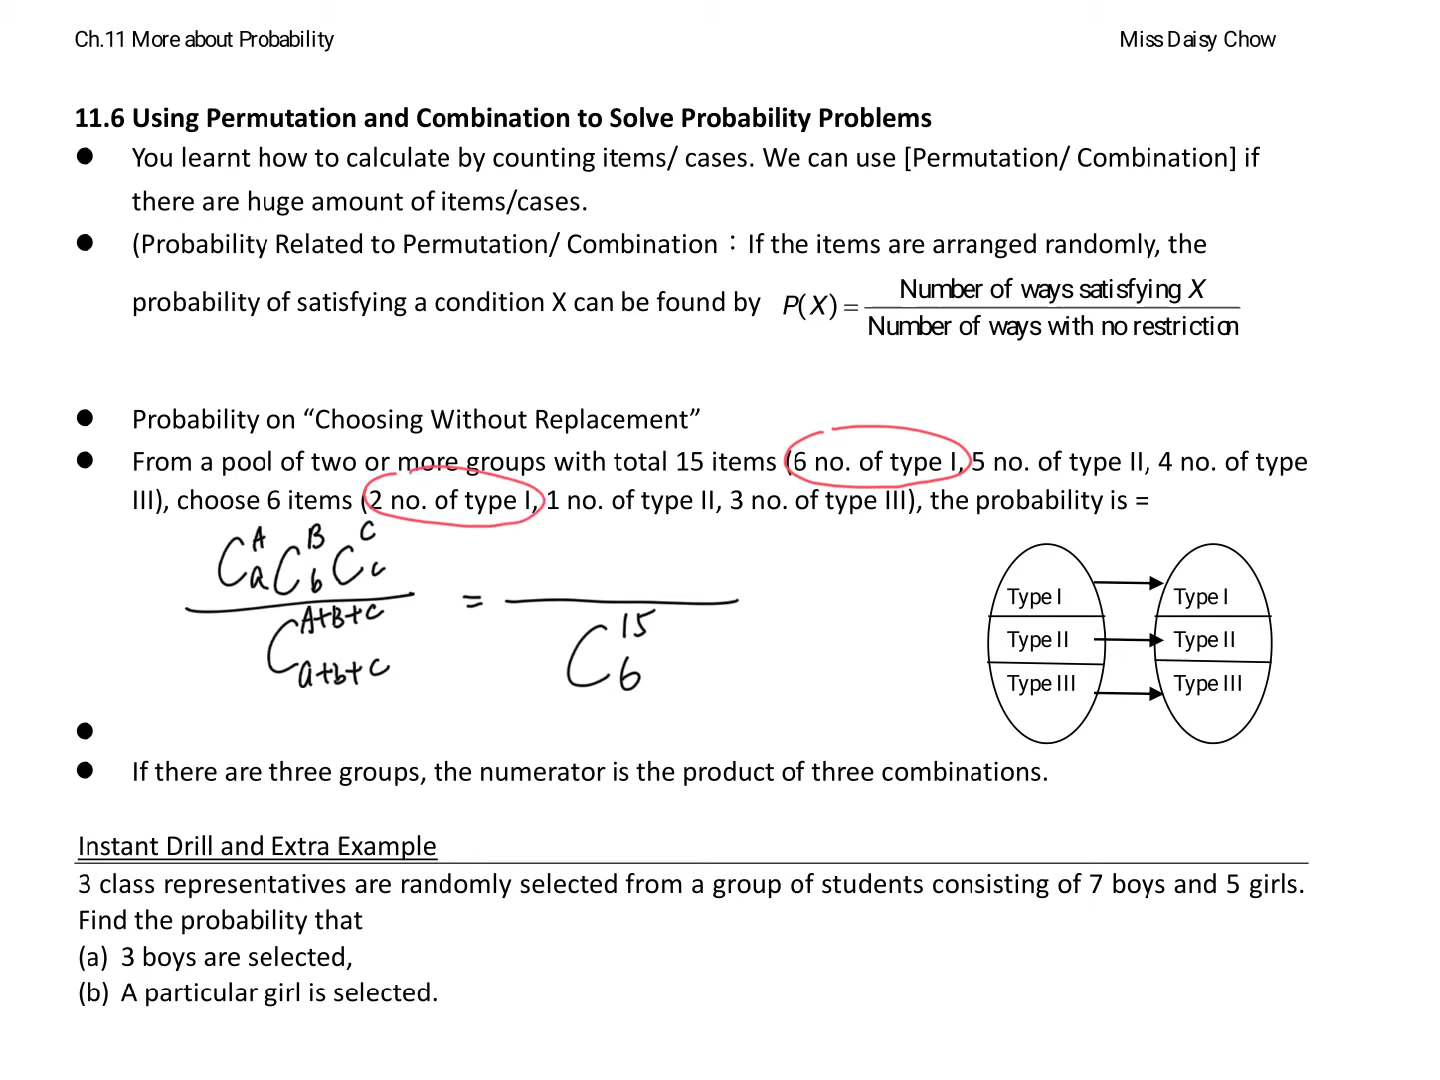 Ch.11 More about Probability
Miss Daisy Chow
11.6 Using Permutation and Combination to Solve Probability Problems
● You learnt how to calculate by counting items/ cases. We can use [Permutation/ Combination] if
there are huge amount of items/cases.
● (Probability Related to Permutation/ Combination：If the items are arranged randomly, the
probability of satisfying a condition X can be found by P(X) = Number of ways satisfying X / Number of ways with no restriction
● Probability on “Choosing Without Replacement”
● From a pool of two or more groups with total 15 items (6 no. of type I, 5 no. of type II, 4 no. of type
III), choose 6 items (2 no. of type I, 1 no. of type II, 3 no. of type III), the probability is =
C^A_a C^B_b C^C_c
C^{A+B+C}_{a+b+c}
=
C^15_6
Type I Type I
Type II Type II
Type III Type III
●
● If there are three groups, the numerator is the product of three combinations.
Instant Drill and Extra Example
3 class representatives are randomly selected from a group of students consisting of 7 boys and 5 girls.
Find the probability that
(a) 3 boys are selected,
(b) A particular girl is selected.